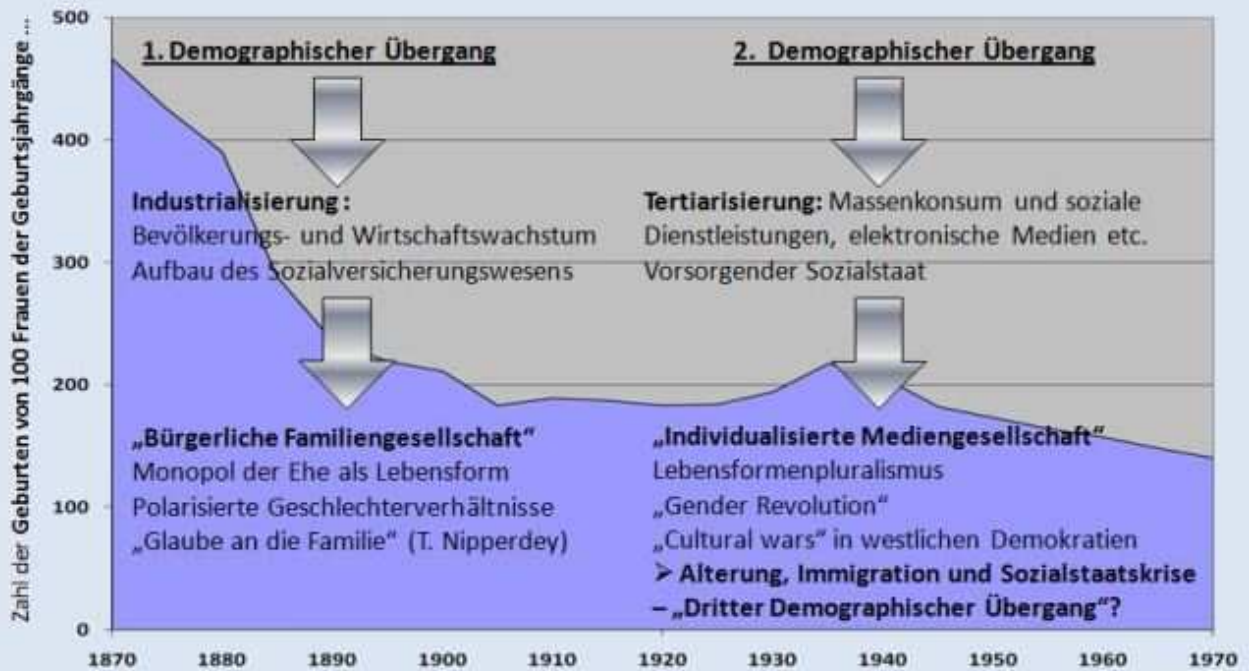 Zahl der Geburten von 100 Frauen der Geburtsjahrgänge ...
500
400
300
200
100
0
1. Demographischer Übergang
Industrialisierung :
Bevölkerungs- und Wirtschaftswachstum
Aufbau des Sozialversicherungswesens
„Bürgerliche Familiengesellschaft“
Monopol der Ehe als Lebensform
Polarisierte Geschlechterverhältnisse
„Glaube an die Familie“ (T. Nipperdey)
2. Demographischer Übergang
Tertiarisierung: Massenkonsum und soziale
Dienstleistungen, elektronische Medien etc.
Vorsorgender Sozialstaat
„Individualisierte Mediengesellschaft“
Lebensformenpluralismus
„Gender Revolution“
„Cultural wars“ in westlichen Demokratien
➤ Alterung, Immigration und Sozialstaatskrise
– „Dritter Demographischer Übergang“?
1870 1880 1890 1900 1910 1920 1930 1940 1950 1960 1970